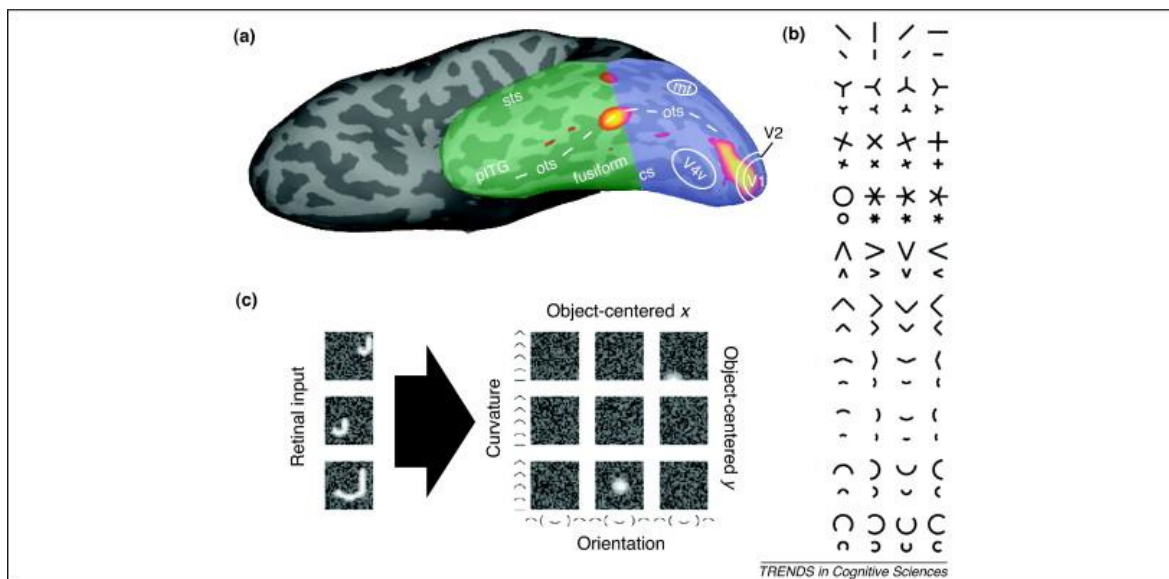 (a)
(b)
sts
mt
ots
V2
pITG
ots
fusiform
cs
V4v
V1
(c)
Object-centered x
Retinal input
Curvature
Object-centered y
Orientation
TRENDS in Cognitive Sciences